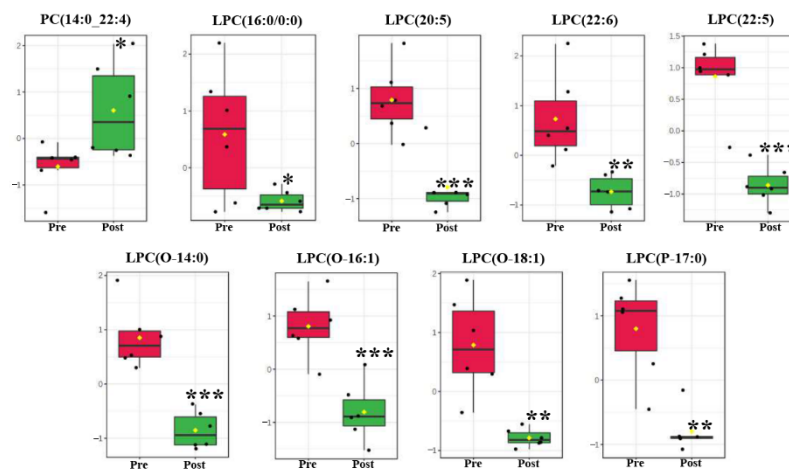 PC(14:0_22:4)
2
*
1
0
−1
Pre Post
LPC(16:0/0:0)
2
1
0
*
Pre Post
LPC(20:5)
2
1
0
***
−1
Pre Post
LPC(22:6)
2
1
0
**
−1
Pre Post
LPC(22:5)
1.5
1.0
0.5
0.0
***
−0.5
−1.0
Pre Post
LPC(O-14:0)
2
1
0
***
−1
Pre Post
LPC(O-16:1)
1
***
0
−1
Pre Post
LPC(O-18:1)
2
1
0
**
−1
Pre Post
LPC(P-17:0)
1
0
**
−1
Pre Post